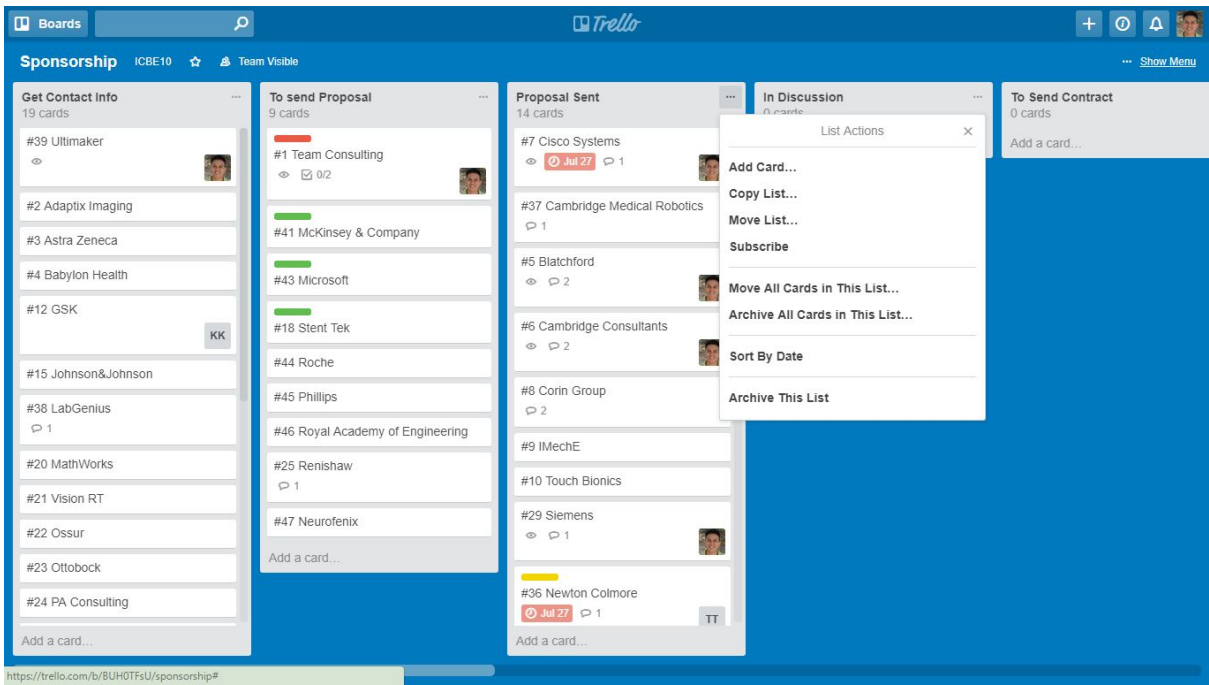 Boards
Trello
Sponsorship ICBE10 Team Visible
... Show Menu
Get Contact Info
19 cards
#39 Ultimaker
#2 Adaptix Imaging
#3 Astra Zeneca
#4 Babylon Health
#12 GSK
KK
#15 Johnson&Johnson
#38 LabGenius
1
#20 MathWorks
#21 Vision RT
#22 Ossur
#23 Ottobock
#24 PA Consulting
Add a card...
To send Proposal
9 cards
#1 Team Consulting
0/2
#41 McKinsey & Company
#43 Microsoft
#18 Stent Tek
#44 Roche
#45 Phillips
#46 Royal Academy of Engineering
#25 Renishaw
1
#47 Neurofenix
Add a card...
Proposal Sent
14 cards
#7 Cisco Systems
Jul 27 1
#37 Cambridge Medical Robotics
1
#5 Blatchford
2
#6 Cambridge Consultants
2
#8 Corin Group
2
#9 IMechE
#10 Touch Bionics
#29 Siemens
1
#36 Newton Colmore
Jul 27 1
TT
Add a card...
In Discussion
0 cards
List Actions
Add Card...
Copy List...
Move List...
Subscribe
Move All Cards in This List...
Archive All Cards in This List...
Sort By Date
Archive This List
To Send Contract
0 cards
Add a card...
https://trello.com/b/BUH0TFsU/sponsorship#